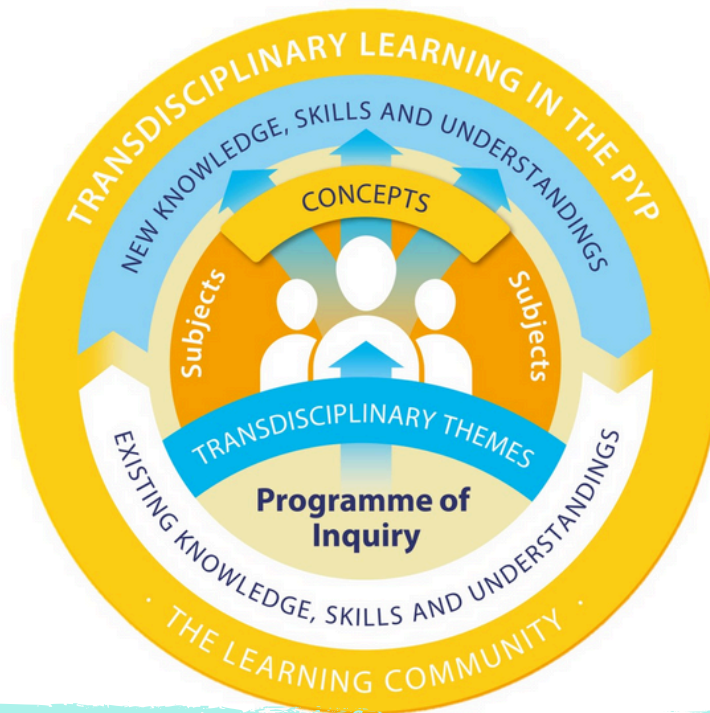 TRANSDISCIPLINARY LEARNING IN THE PYP
NEW KNOWLEDGE, SKILLS AND UNDERSTANDINGS
CONCEPTS
Subjects
Subjects
TRANSDISCIPLINARY THEMES
Programme of
Inquiry
EXISTING KNOWLEDGE, SKILLS AND UNDERSTANDINGS
· THE LEARNING COMMUNITY ·